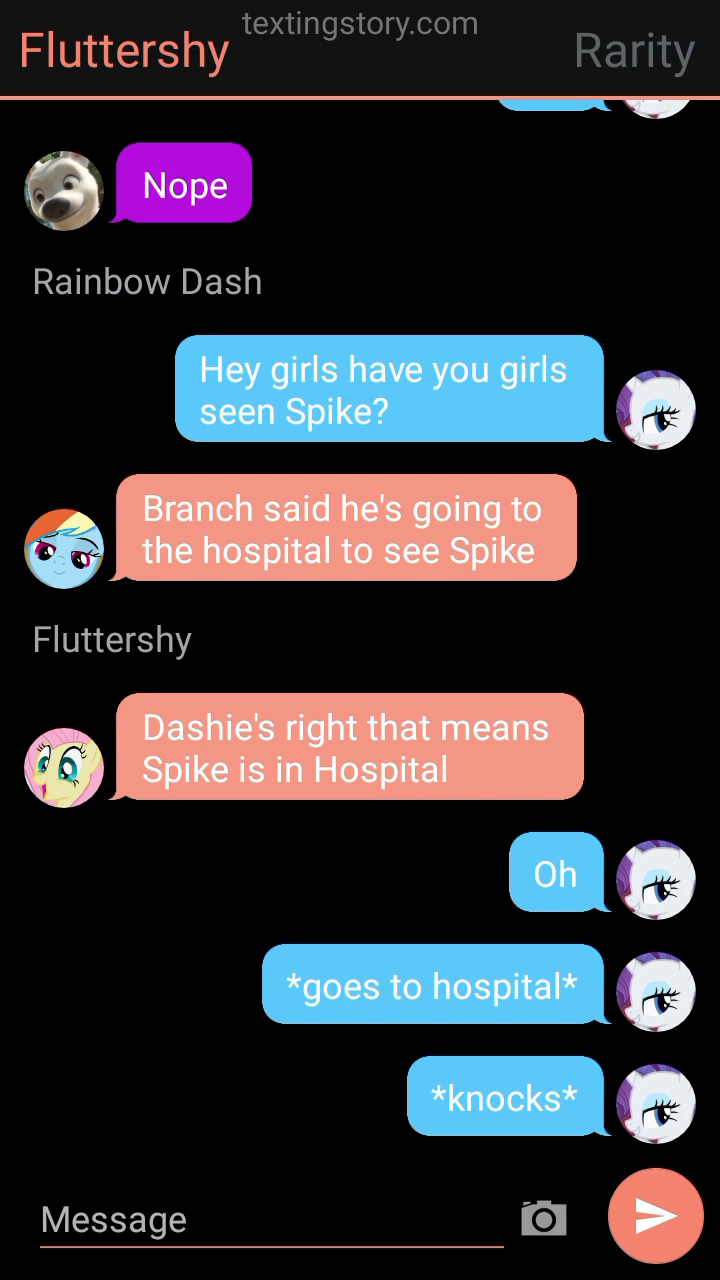 textingstory.com
Fluttershy
Rarity
Nope
Rainbow Dash
Hey girls have you girls
seen Spike?
Branch said he's going to
the hospital to see Spike
Fluttershy
Dashie's right that means
Spike is in Hospital
Oh
*goes to hospital*
*knocks*
Message